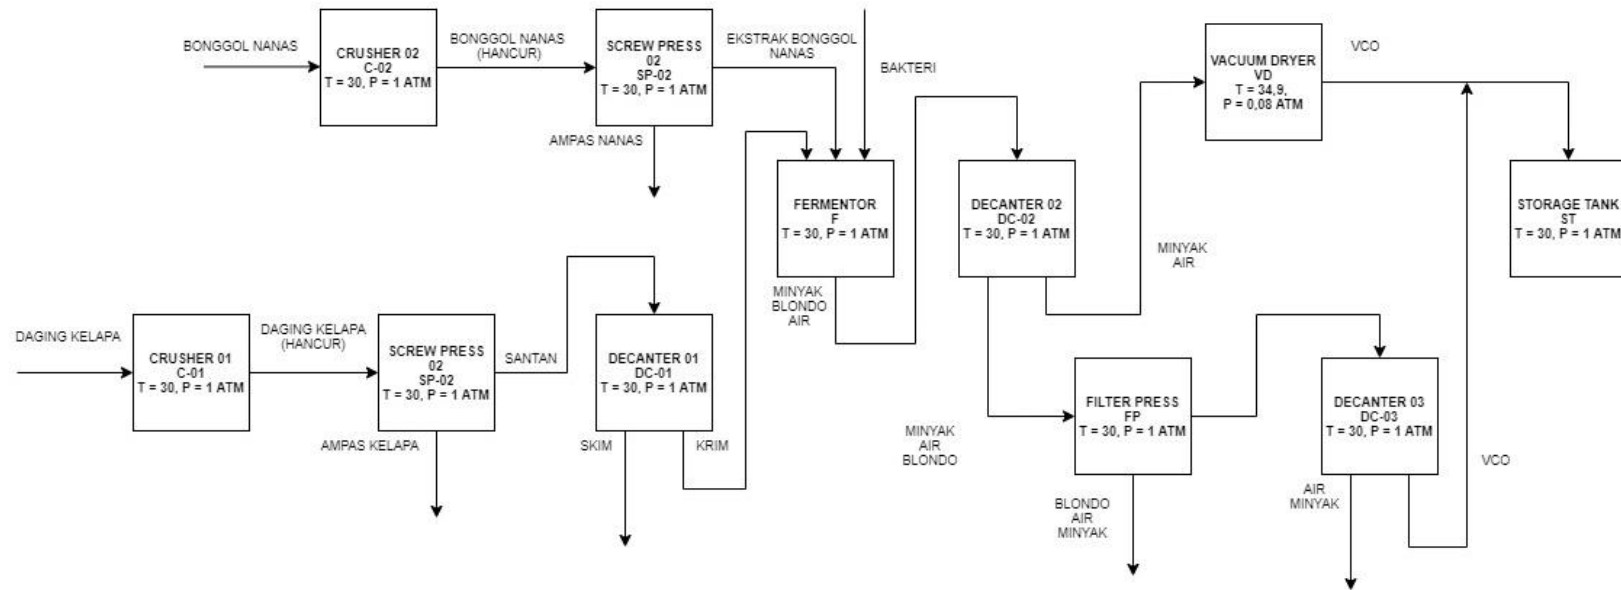 BONGGOL NANAS
CRUSHER 02
C-02
T = 30, P = 1 ATM
BONGGOL NANAS
(HANCUR)
SCREW PRESS
02
SP-02
T = 30, P = 1 ATM
EKSTRAK BONGGOL
NANAS
BAKTERI
AMPAS NANAS
VACUUM DRYER
VD
T = 34,9,
P = 0,08 ATM
VCO
FERMENTOR
F
T = 30, P = 1 ATM
DECANTER 02
DC-02
T = 30, P = 1 ATM
STORAGE TANK
ST
T = 30, P = 1 ATM
MINYAK
AIR
MINYAK
BLONDO
AIR
DAGING KELAPA
CRUSHER 01
C-01
T = 30, P = 1 ATM
DAGING KELAPA
(HANCUR)
SCREW PRESS
02
SP-02
T = 30, P = 1 ATM
SANTAN
DECANTER 01
DC-01
T = 30, P = 1 ATM
AMPAS KELAPA
SKIM
KRIM
MINYAK
AIR
BLONDO
FILTER PRESS
FP
T = 30, P = 1 ATM
DECANTER 03
DC-03
T = 30, P = 1 ATM
BLONDO
AIR
MINYAK
AIR
MINYAK
VCO